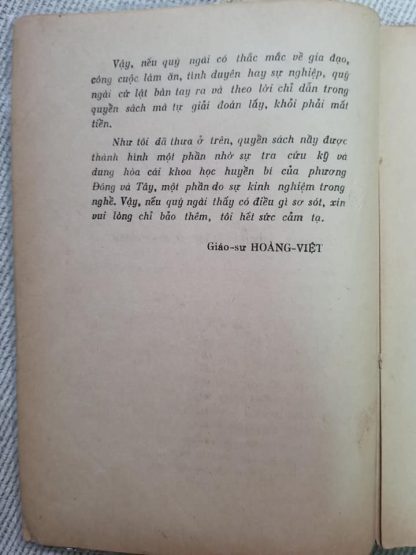 Vậy, nếu quý ngài có thắc mắc về gia đạo,
công cuộc làm ăn, tình duyên hay sự nghiệp, quý
ngài cứ lật bàn tay ra và theo lời chỉ dẫn trong
quyển sách mà tự giải đoán lấy, khỏi phải mất
tiền.
Như tôi đã thưa ở trên, quyển sách nầy được
thành hình một phần nhờ sự tra cứu kỹ và
dung hòa cái khoa học huyền bí của phương
Đông và Tây, một phần do sự kinh nghiệm trong
nghề. Vậy, nếu quý ngài thấy có điều gì sơ sót, xin
vui lòng chỉ bảo thêm, tôi hết sức cảm tạ.
Giáo-sư HOÀNG-VIỆT